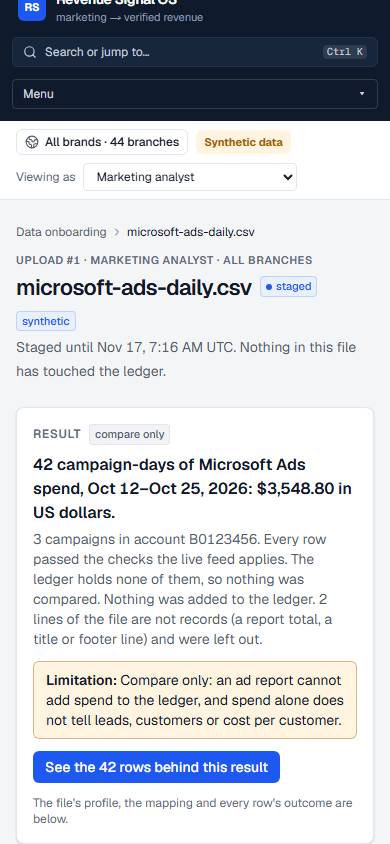 RS Revenue Signal OS
marketing → verified revenue
Search or jump to... Ctrl K
Menu
All brands · 44 branches Synthetic data
Viewing as Marketing analyst
Data onboarding > microsoft-ads-daily.csv
UPLOAD #1 · MARKETING ANALYST · ALL BRANCHES
microsoft-ads-daily.csv staged
synthetic
Staged until Nov 17, 7:16 AM UTC. Nothing in this file
has touched the ledger.
RESULT compare only
42 campaign-days of Microsoft Ads
spend, Oct 12–Oct 25, 2026: $3,548.80 in
US dollars.
3 campaigns in account B0123456. Every row
passed the checks the live feed applies. The
ledger holds none of them, so nothing was
compared. Nothing was added to the ledger. 2
lines of the file are not records (a report total, a
title or footer line) and were left out.
Limitation: Compare only: an ad report cannot
add spend to the ledger, and spend alone does
not tell leads, customers or cost per customer.
See the 42 rows behind this result
The file's profile, the mapping and every row's outcome are
below.